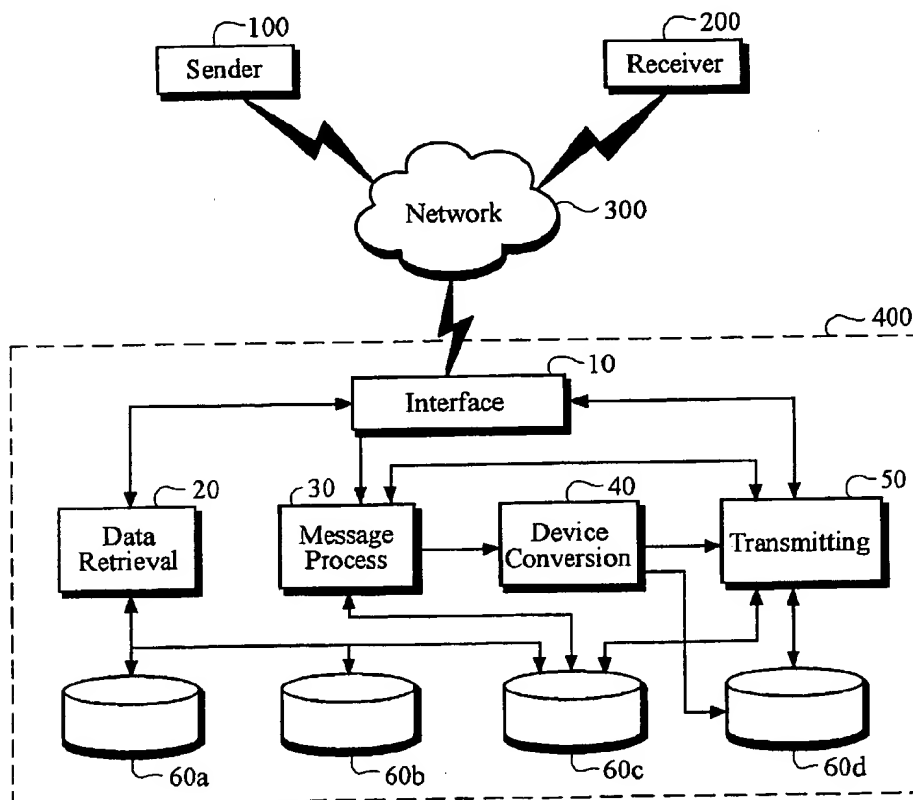 100
Sender
200
Receiver
Network
300
400
10
Interface
20
Data
Retrieval
30
Message
Process
40
Device
Conversion
50
Transmitting
60a
60b
60c
60d